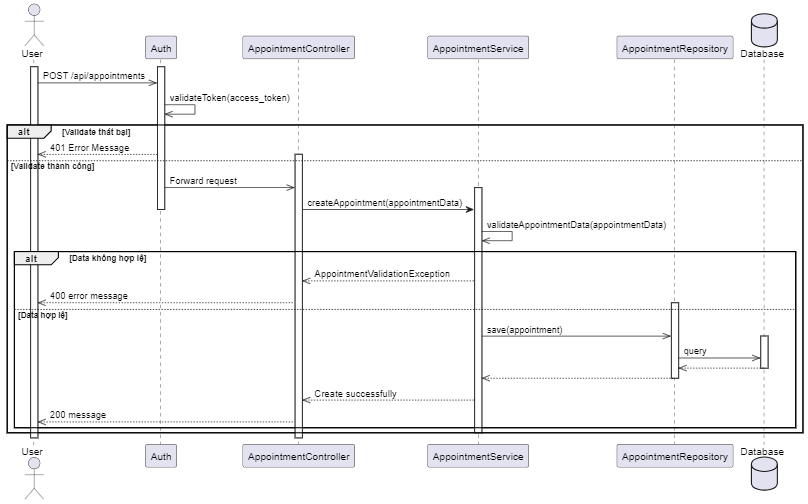 User
Auth
AppointmentController
AppointmentService
AppointmentRepository
Database
POST /api/appointments
validateToken(access_token)
alt
[Validate thất bại]
401 Error Message
[Validate thành công]
Forward request
createAppointment(appointmentData)
validateAppointmentData(appointmentData)
alt
[Data không hợp lệ]
AppointmentValidationException
400 error message
[Data hợp lệ]
save(appointment)
query
Create successfully
200 message
User
Auth
AppointmentController
AppointmentService
AppointmentRepository
Database